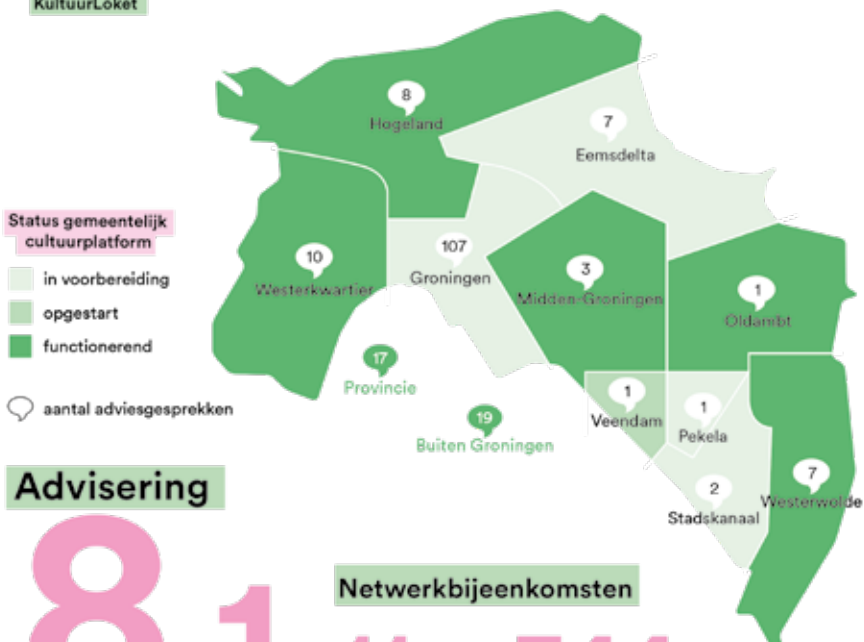 KultuurLoket
8
Hogeland
7
Eemsdelta
Status gemeentelijk
cultuurplatform
in voorbereiding
opgestart
functionerend
aantal adviesgesprekken
10
Westerkwartier
107
Groningen
3
Midden-Groningen
1
Oldambt
17
Provincie
19
Buiten Groningen
1
Veendam
1
Pekela
2
Stadskanaal
7
Westerwolde
Advisering
8
Netwerkbijeenkomsten